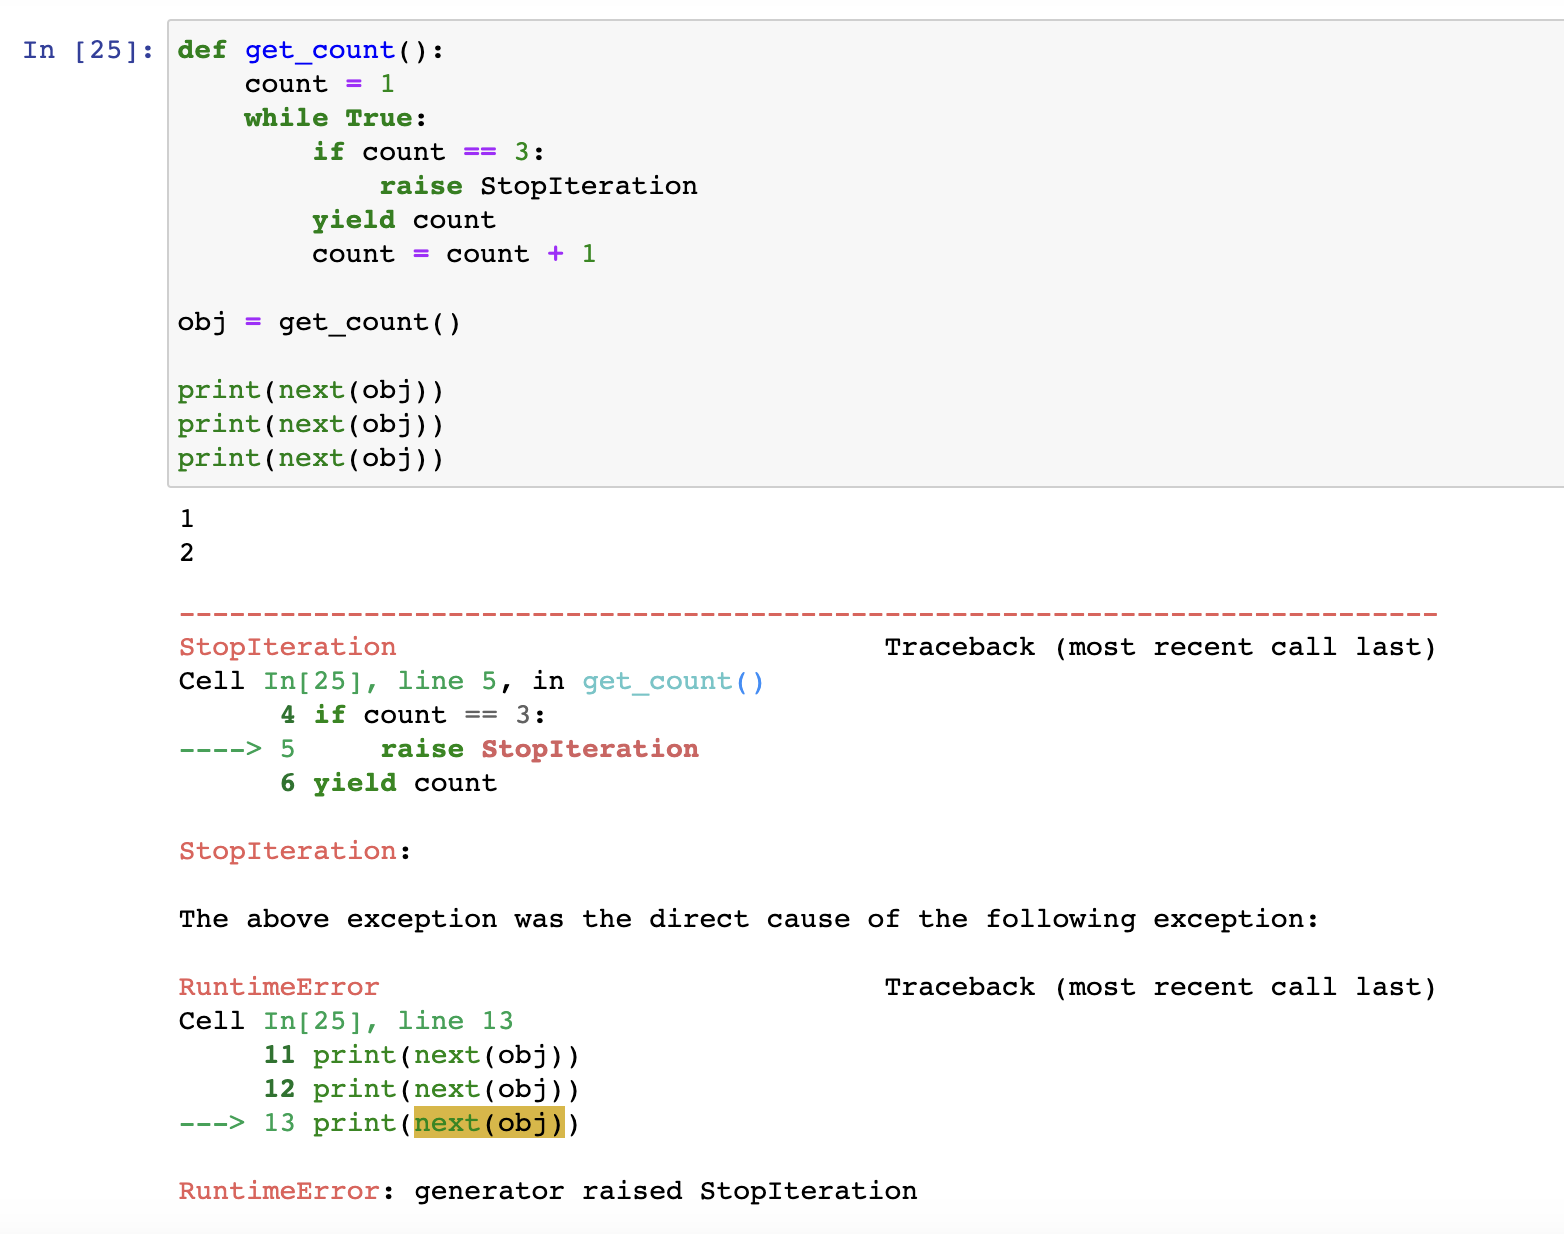 In [25]: def get_count():
    count = 1
    while True:
        if count == 3:
            raise StopIteration
        yield count
        count = count + 1
obj = get_count()
print(next(obj))
print(next(obj))
print(next(obj))
1
2
---------------------------------------------------------------------------
StopIteration                             Traceback (most recent call last)
Cell In[25], line 5, in get_count()
      4 if count == 3:
----> 5     raise StopIteration
      6 yield count
StopIteration:
The above exception was the direct cause of the following exception:
RuntimeError                              Traceback (most recent call last)
Cell In[25], line 13
     11 print(next(obj))
     12 print(next(obj))
---> 13 print(next(obj))
RuntimeError: generator raised StopIteration